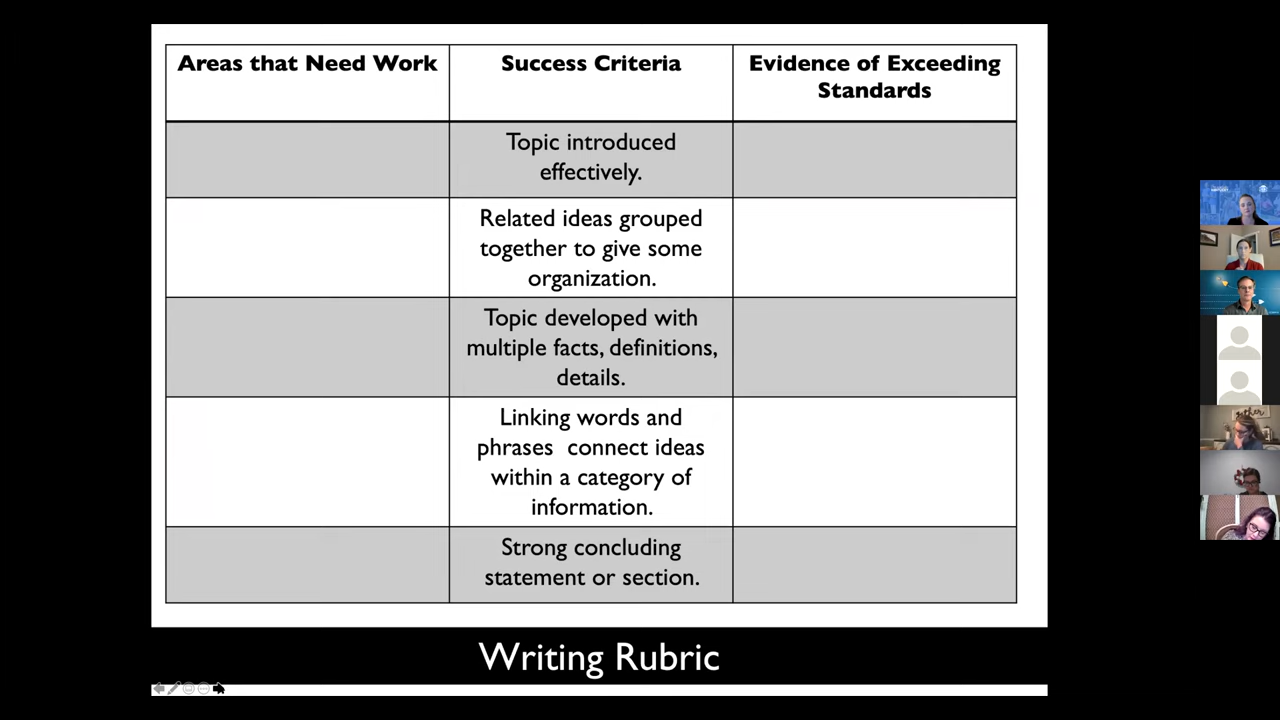 Areas that Need Work
Success Criteria
Evidence of Exceeding
Standards
Topic introduced
effectively.
Related ideas grouped
together to give some
organization.
Topic developed with
multiple facts, definitions,
details.
Linking words and
phrases connect ideas
within a category of
information.
Strong concluding
statement or section.
Writing Rubric
gather